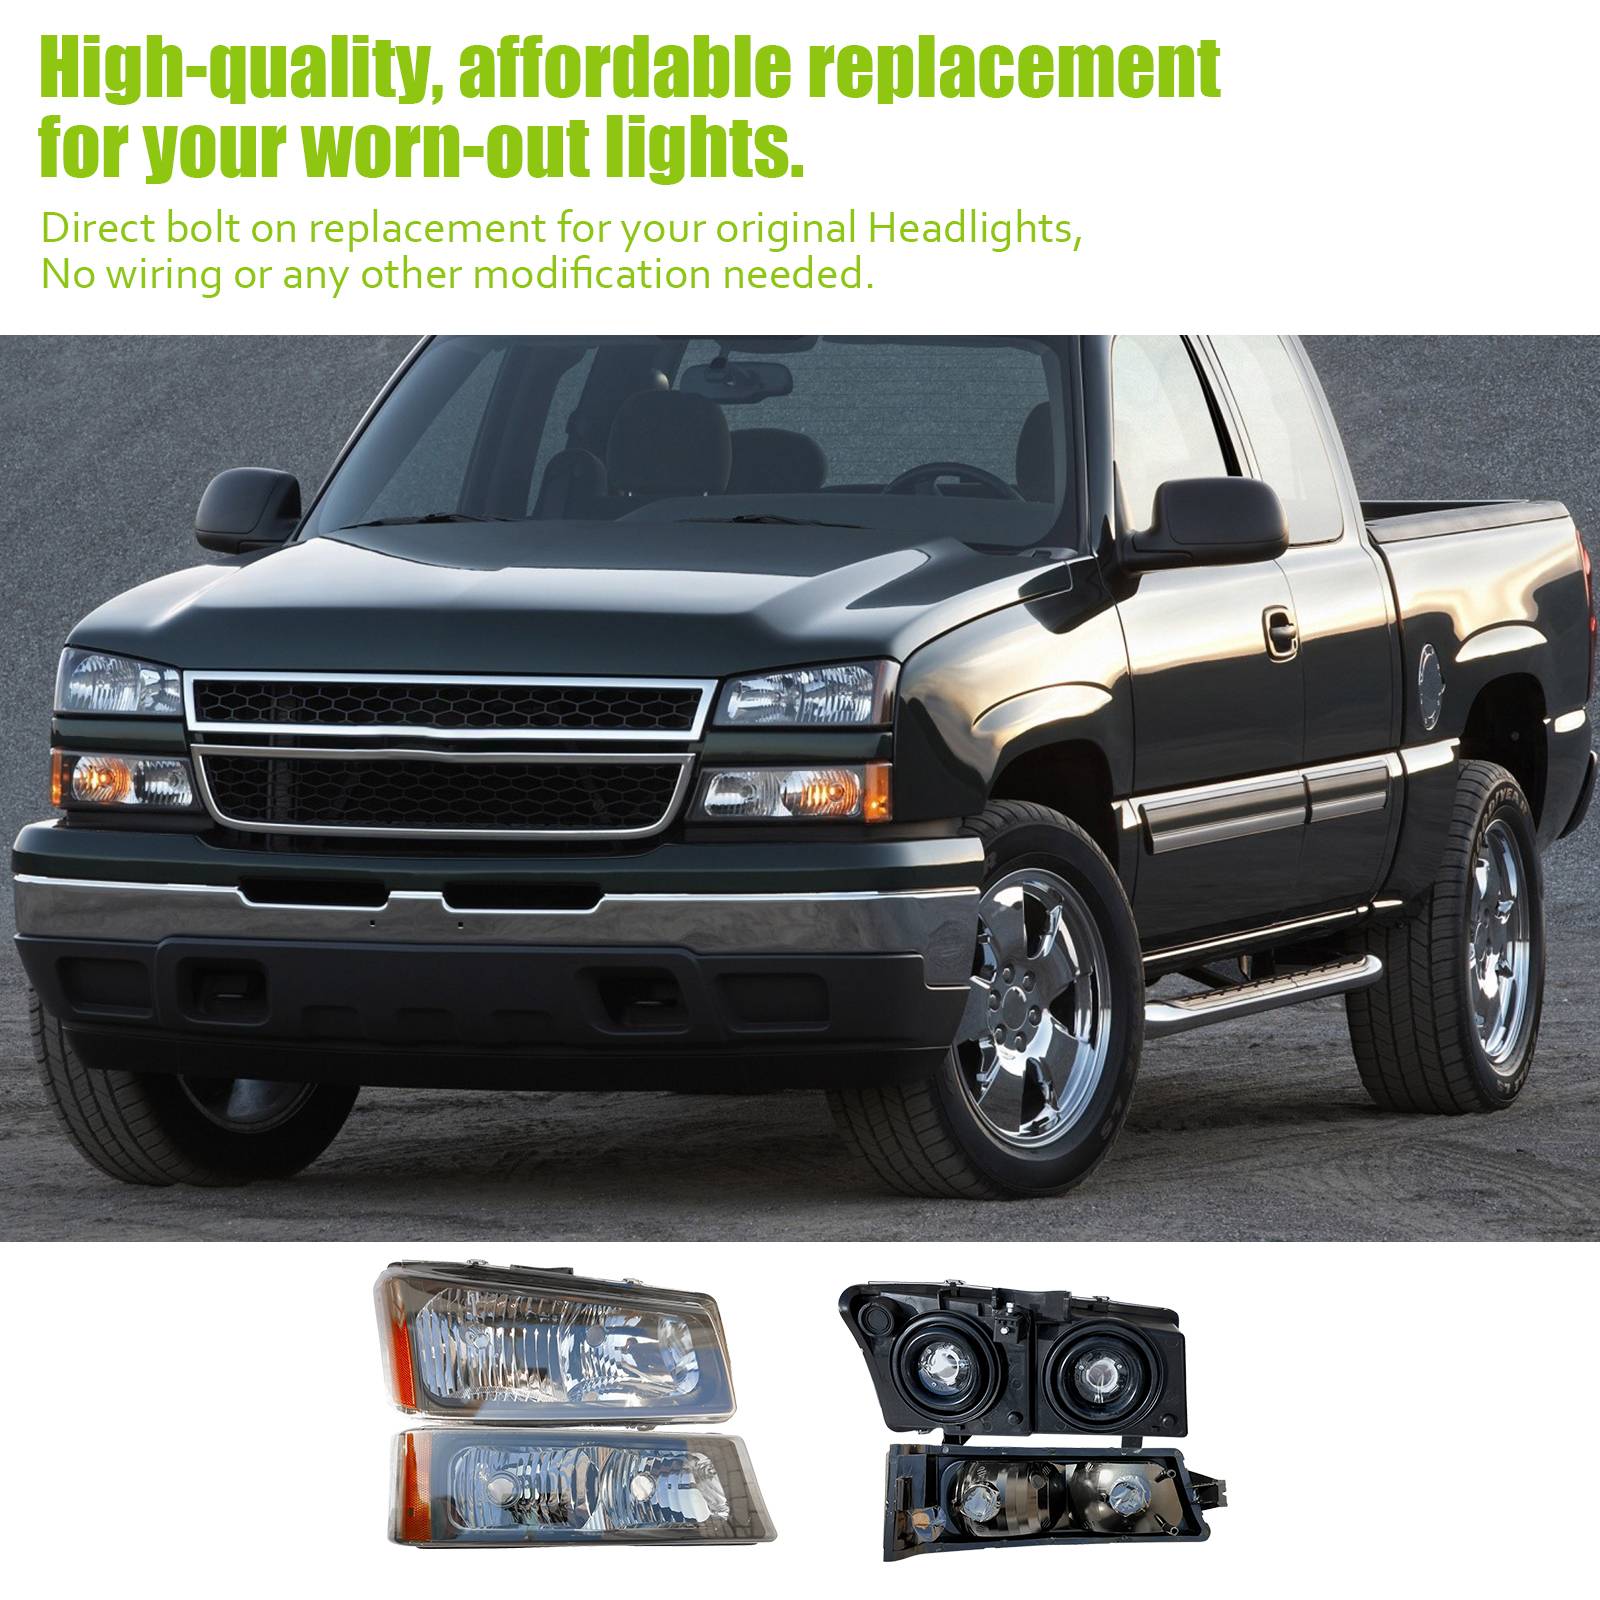 High-quality, affordable replacement
for your worn-out lights.
Direct bolt on replacement for your original Headlights,
No wiring or any other modification needed.